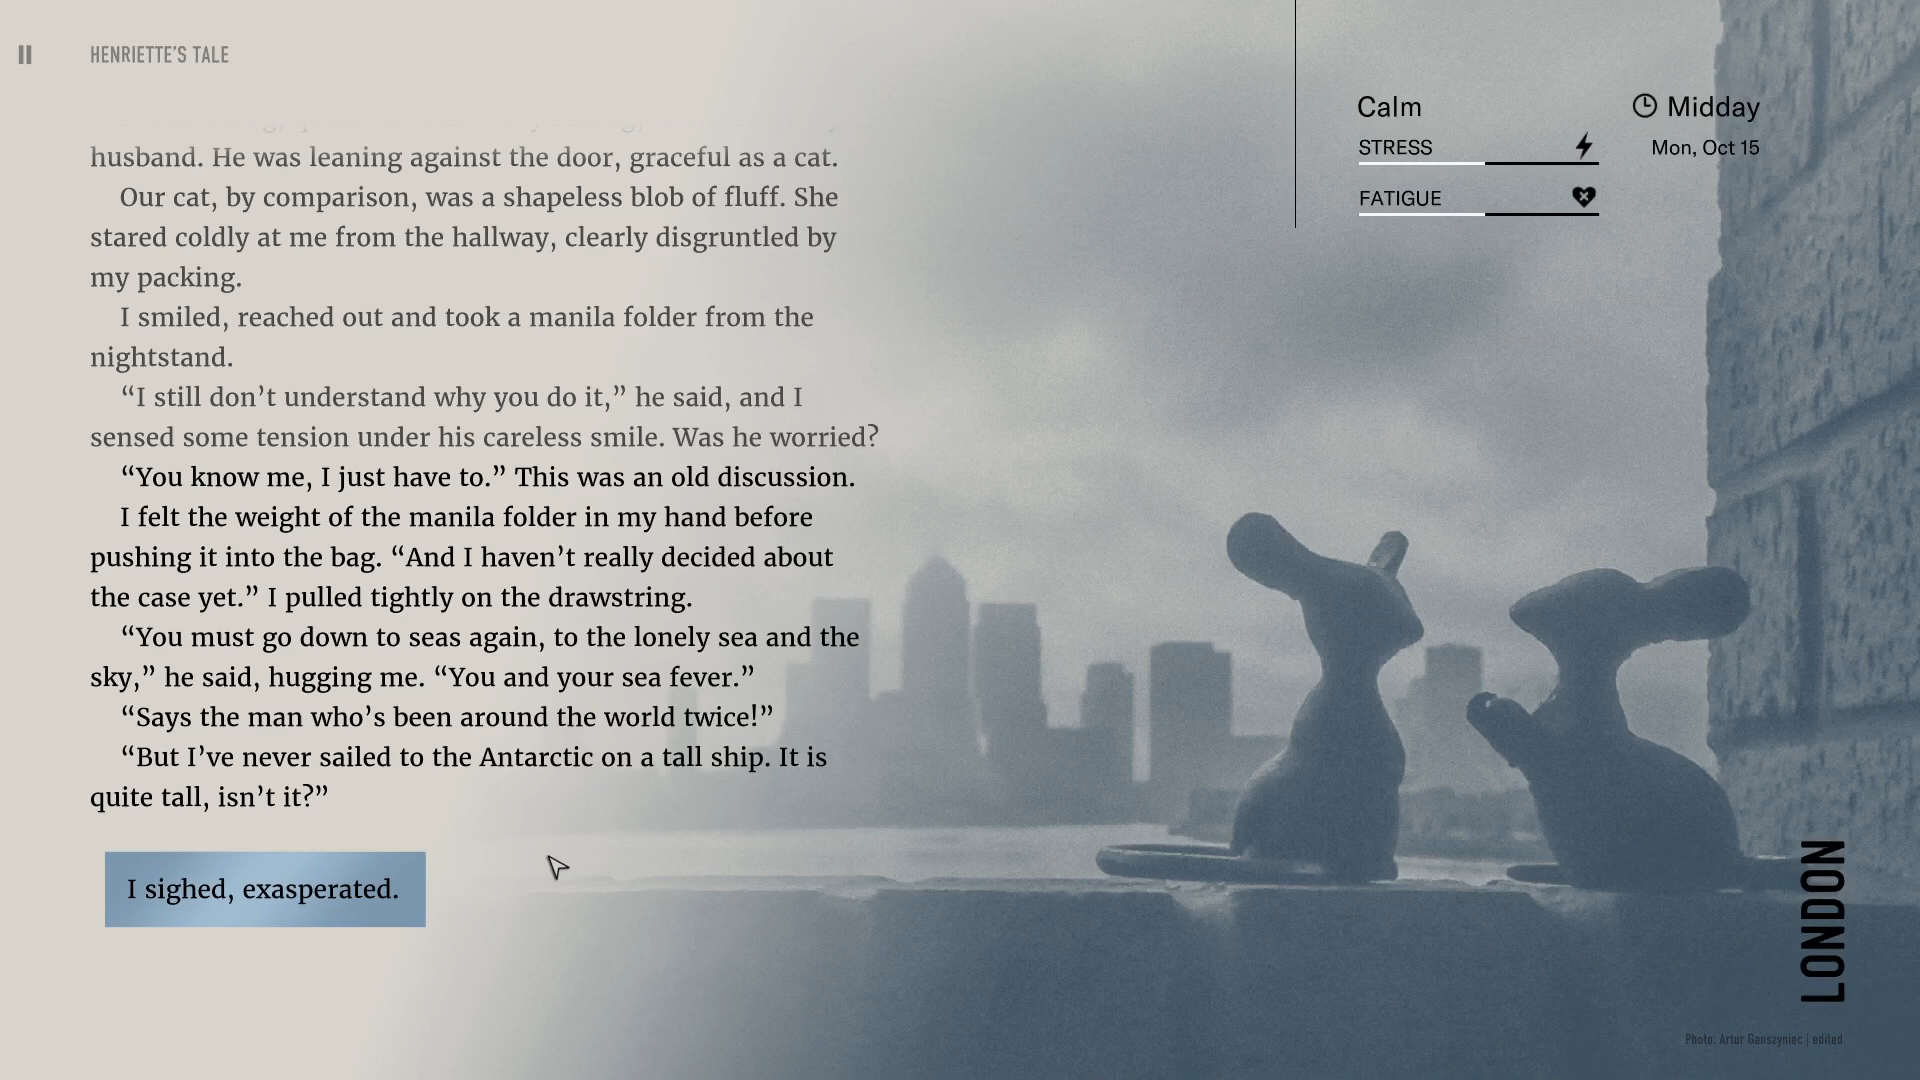 HENRIETTE'S TALE
husband. He was leaning against the door, graceful as a cat.
Our cat, by comparison, was a shapeless blob of fluff. She
stared coldly at me from the hallway, clearly disgruntled by
my packing.
I smiled, reached out and took a manila folder from the
nightstand.
“I still don’t understand why you do it,” he said, and I
sensed some tension under his careless smile. Was he worried?
“You know me, I just have to.” This was an old discussion.
I felt the weight of the manila folder in my hand before
pushing it into the bag. “And I haven’t really decided about
the case yet.” I pulled tightly on the drawstring.
“You must go down to seas again, to the lonely sea and the
sky,” he said, hugging me. “You and your sea fever.”
“Says the man who’s been around the world twice!”
“But I’ve never sailed to the Antarctic on a tall ship. It is
quite tall, isn’t it?”
I sighed, exasperated.
Calm
STRESS
FATIGUE
Midday
Mon, Oct 15
LONDON
Photo: Artur Ganszyniec | edited